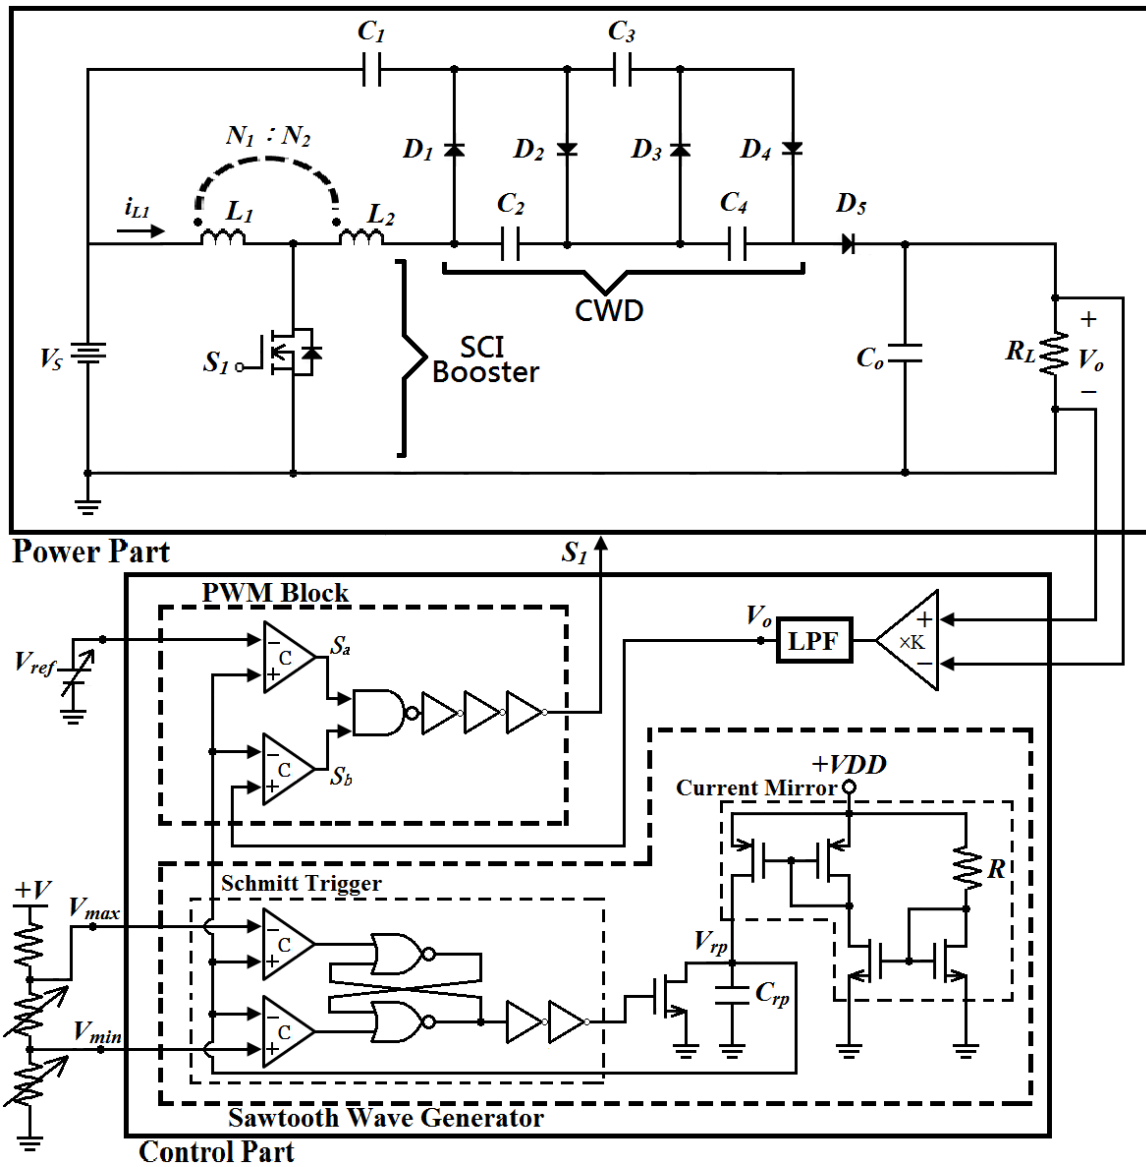 C1
C3
N1 : N2
D1
D2
D3
D4
iL1
L1
L2
C2
C4
D5
CWD
SCI
Booster
VS
S1
Co
RL
+
Vo
−
Power Part
S1
PWM Block
Vref
−
C
+
Sa
−
C
+
Sb
Vo
LPF
+
×K
−
+VDD
Current Mirror
R
Schmitt Trigger
+V
Vmax
−
C
+
Vrp
Crp
Vmin
−
C
+
Sawtooth Wave Generator
Control Part